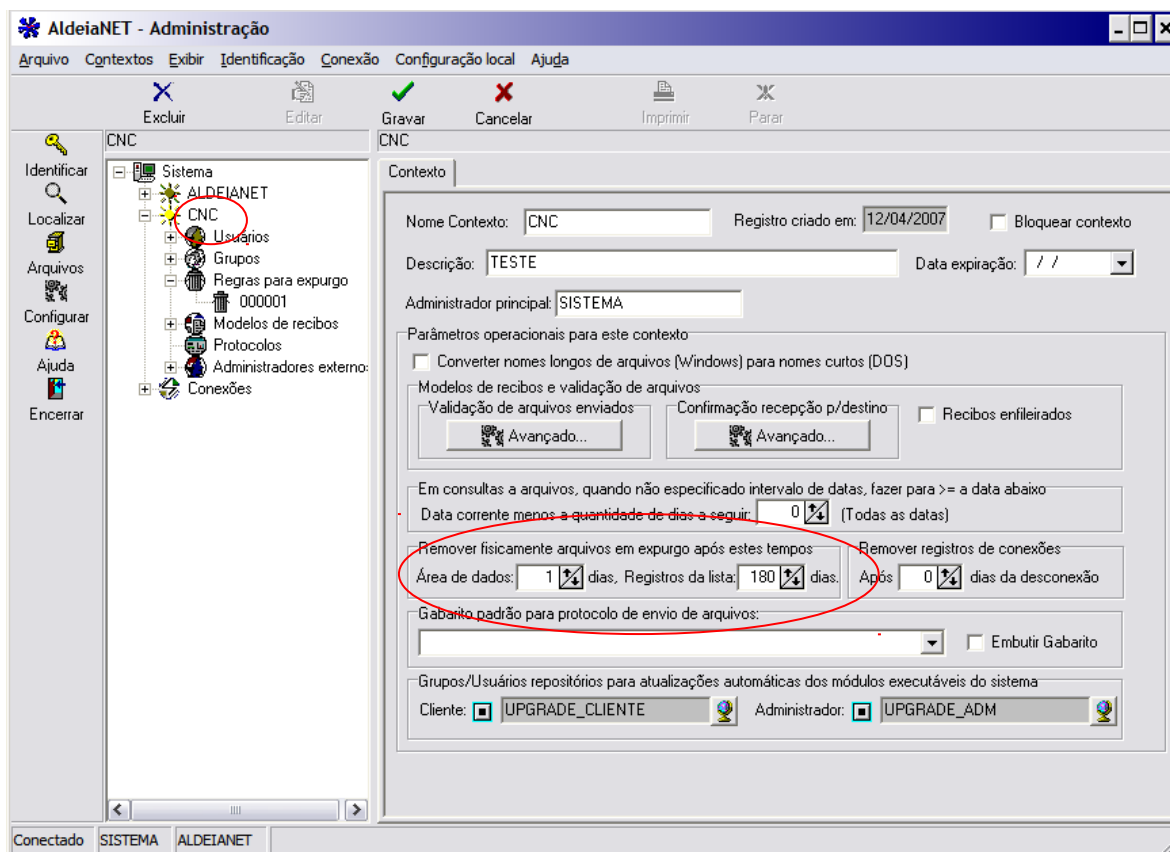 AldeiaNET - Administração
Arquivo Contextos Exibir Identificação Conexão Configuração local Ajuda
Excluir Editar Gravar Cancelar Imprimir Parar
CNC CNC
Identificar
Localizar
Arquivos
Configurar
Ajuda
Encerrar
Sistema
ALDEIANET
CNC
Usuários
Grupos
Regras para expurgo
000001
Modelos de recibos
Protocolos
Administradores externo
Conexões
Contexto
Nome Contexto: CNC Registro criado em: 12/04/2007 Bloquear contexto
Descrição: TESTE Data expiração: / /
Administrador principal: SISTEMA
Parâmetros operacionais para este contexto
Converter nomes longos de arquivos (Windows) para nomes curtos (DOS)
Modelos de recibos e validação de arquivos
Validação de arquivos enviados Confirmação recepção p/destino Recibos enfileirados
Avançado... Avançado...
Em consultas a arquivos, quando não especificado intervalo de datas, fazer para >= a data abaixo
Data corrente menos a quantidade de dias a seguir: 0 (Todas as datas)
Remover fisicamente arquivos em expurgo após estes tempos Remover registros de conexões
Área de dados: 1 dias, Registros da lista: 180 dias. Após 0 dias da desconexão
Gabarito padrão para protocolo de envio de arquivos:
Embutir Gabarito
Grupos/Usuários repositórios para atualizações automáticas dos módulos executáveis do sistema
Cliente: UPGRADE_CLIENTE Administrador: UPGRADE_ADM
Conectado SISTEMA ALDEIANET